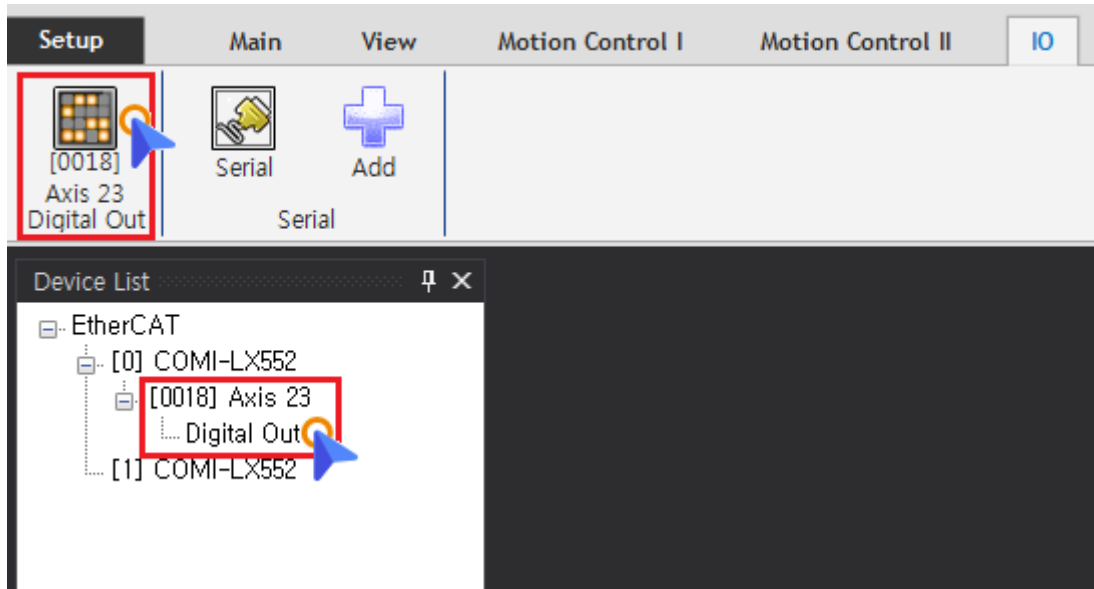 Setup Main View Motion Control I Motion Control II IO
[0018]
Axis 23
Digital Out
Serial Add
Serial
Device List
EtherCAT
[0] COMI-LX552
[0018] Axis 23
Digital Out
[1] COMI-LX552